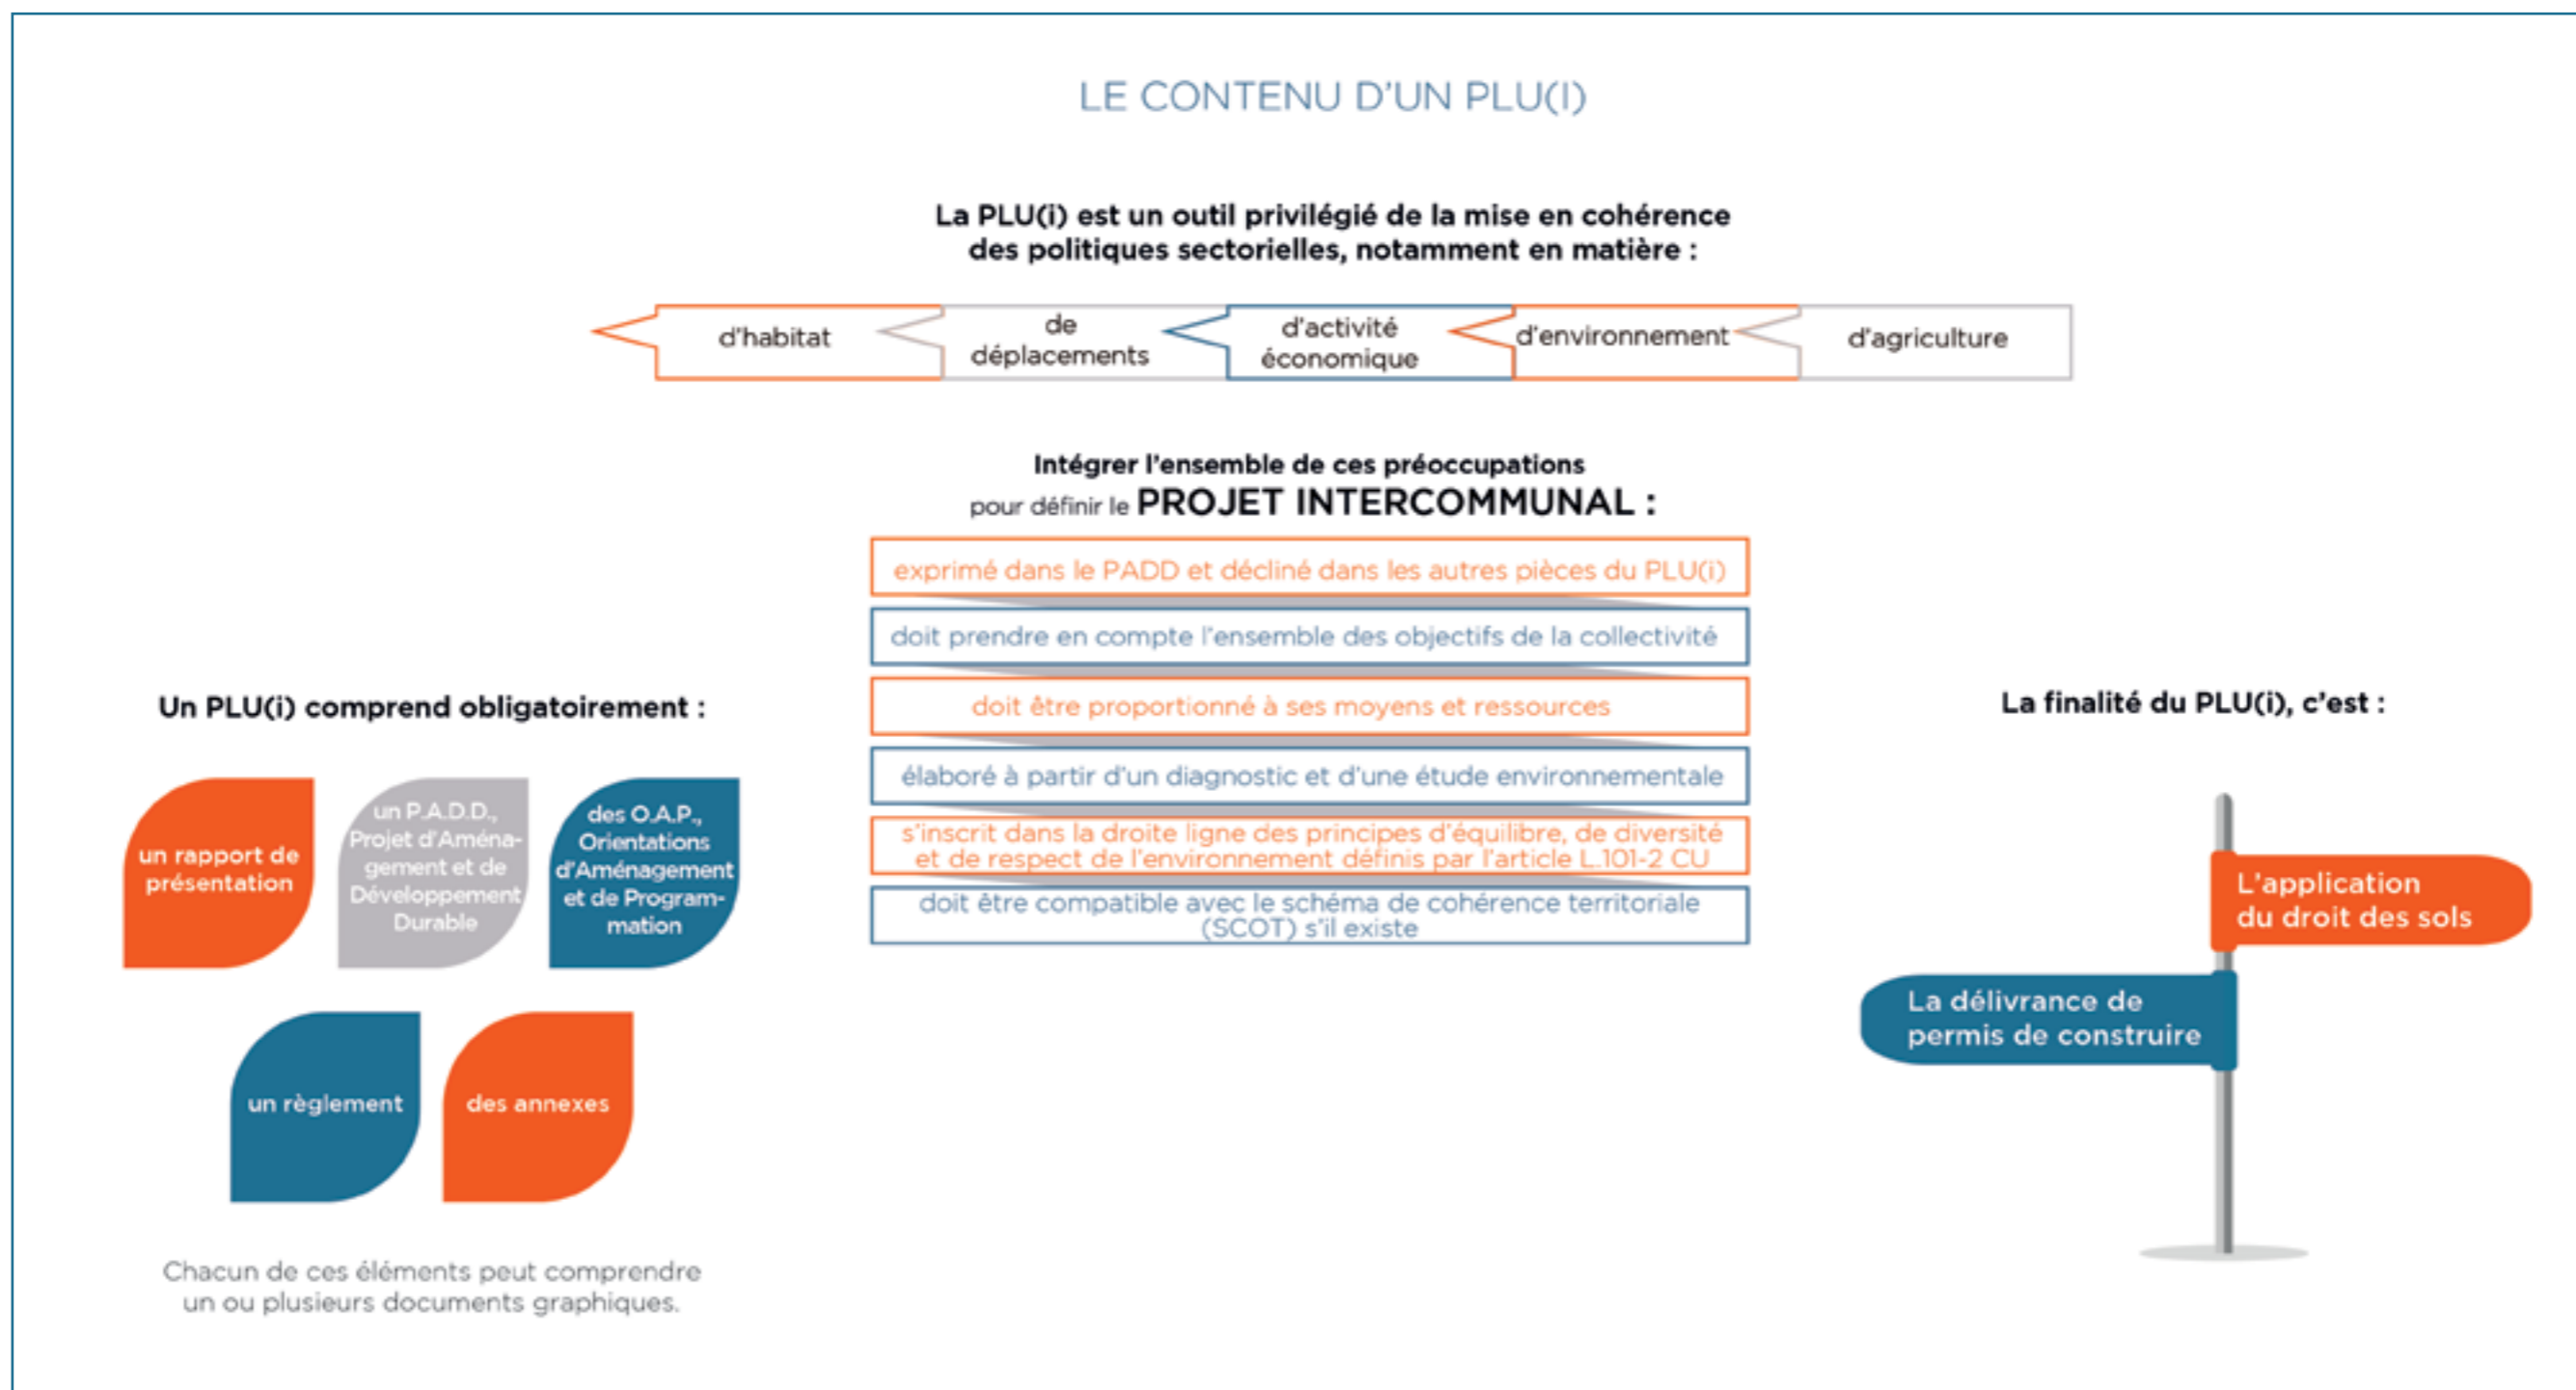 LE CONTENU D'UN PLU(I)
La PLU(i) est un outil privilégié de la mise en cohérence
des politiques sectorielles, notamment en matière :
d'habitat
de
déplacements
d'activité
économique
d'environnement
d'agriculture
Intégrer l'ensemble de ces préoccupations
pour définir le PROJET INTERCOMMUNAL :
exprimé dans le PADD et décliné dans les autres pièces du PLU(i)
doit prendre en compte l'ensemble des objectifs de la collectivité
doit être proportionné à ses moyens et ressources
élaboré à partir d'un diagnostic et d'une étude environnementale
s'inscrit dans la droite ligne des principes d'équilibre, de diversité
et de respect de l'environnement définis par l'article L.101-2 CU
doit être compatible avec le schéma de cohérence territoriale
(SCOT) s'il existe
Un PLU(i) comprend obligatoirement :
un rapport de
présentation
un P.A.D.D.,
Projet d'Aména-
gement et de
Développement
Durable
des O.A.P.,
Orientations
d'Aménagement
et de Program-
mation
un règlement
des annexes
Chacun de ces éléments peut comprendre
un ou plusieurs documents graphiques.
La finalité du PLU(i), c'est :
L'application
du droit des sols
La délivrance de
permis de construire